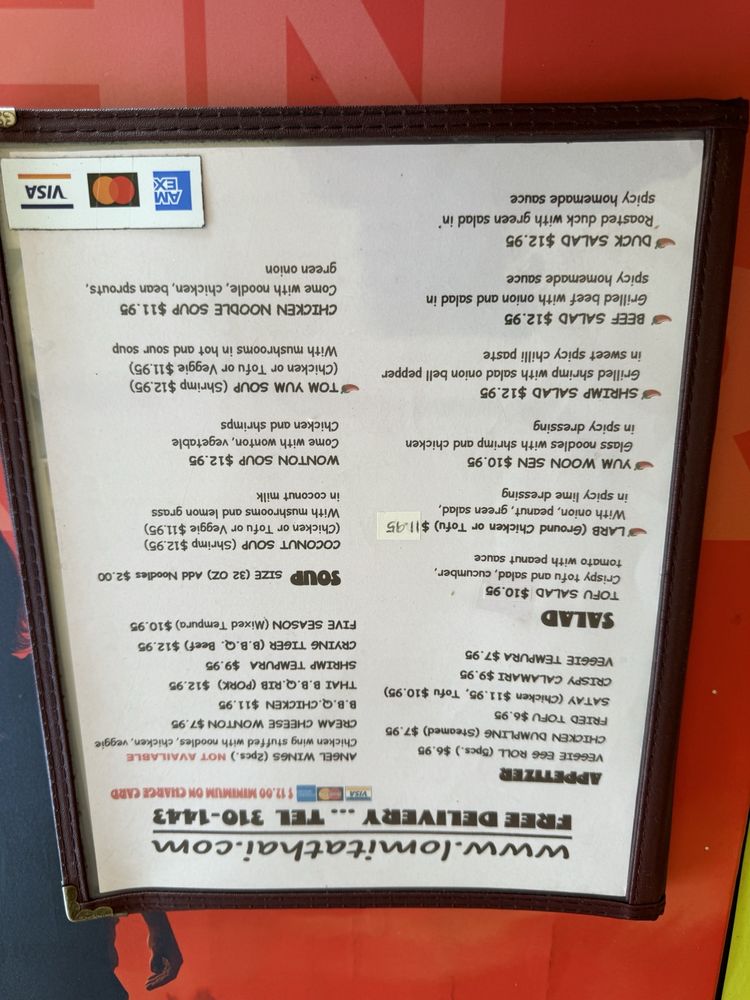 www.lomitathai.com
FREE DELIVERY ... TEL 310-1443
VISA
$ 12.00 MINIMUM ON CHARGE CARD
APPETIZER
VEGGIE EGG ROLL (5pcs.) $6.95
CHICKEN DUMPLING (Steamed) $7.95
FRIED TOFU $6.95
SATAY (Chicken $11.95, Tofu $10.95)
CRISPY CALAMARI $9.95
VEGGIE TEMPURA $7.95
ANGEL WINGS (2pcs.) NOT AVAILABLE
Chicken wing stuffed with noodles, chicken, veggie
CREAM CHEESE WONTON $7.95
B.B.Q.CHICKEN $11.95
THAI B.B.Q.RIB (PORK) $12.95
SHRIMP TEMPURA $9.95
CRYING TIGER (B.B.Q. Beef) $12.95
FIVE SEASON (Mixed Tempura) $10.95
SALAD
TOFU SALAD $10.95
Crispy tofu and salad, cucumber,
tomato with peanut sauce
LARB (Ground Chicken or Tofu) $11.95
With onion, peanut, green salad,
in spicy lime dressing
YUM WOON SEN $10.95
Glass noodles with shrimp and chicken
in spicy dressing
SHRIMP SALAD $12.95
Grilled shrimp with salad onion bell pepper
in sweet spicy chilli paste
BEEF SALAD $12.95
Grilled beef with onion and salad in
spicy homemade sauce
DUCK SALAD $12.95
Roasted duck with green salad in
spicy homemade sauce
SOUP SIZE (32 OZ) Add Noodles $2.00
COCONUT SOUP (Shrimp $12.95)
(Chicken or Tofu or Veggie $11.95)
With mushrooms and lemon grass
in coconut milk
WONTON SOUP $12.95
Come with wonton, vegetable
Chicken and shrimps
TOM YUM SOUP (Shrimp $12.95)
(Chicken or Tofu or Veggie $11.95)
With mushrooms in hot and sour soup
CHICKEN NOODLE SOUP $11.95
Come with noodle, chicken, bean sprouts,
green onion
AM
EX
VISA